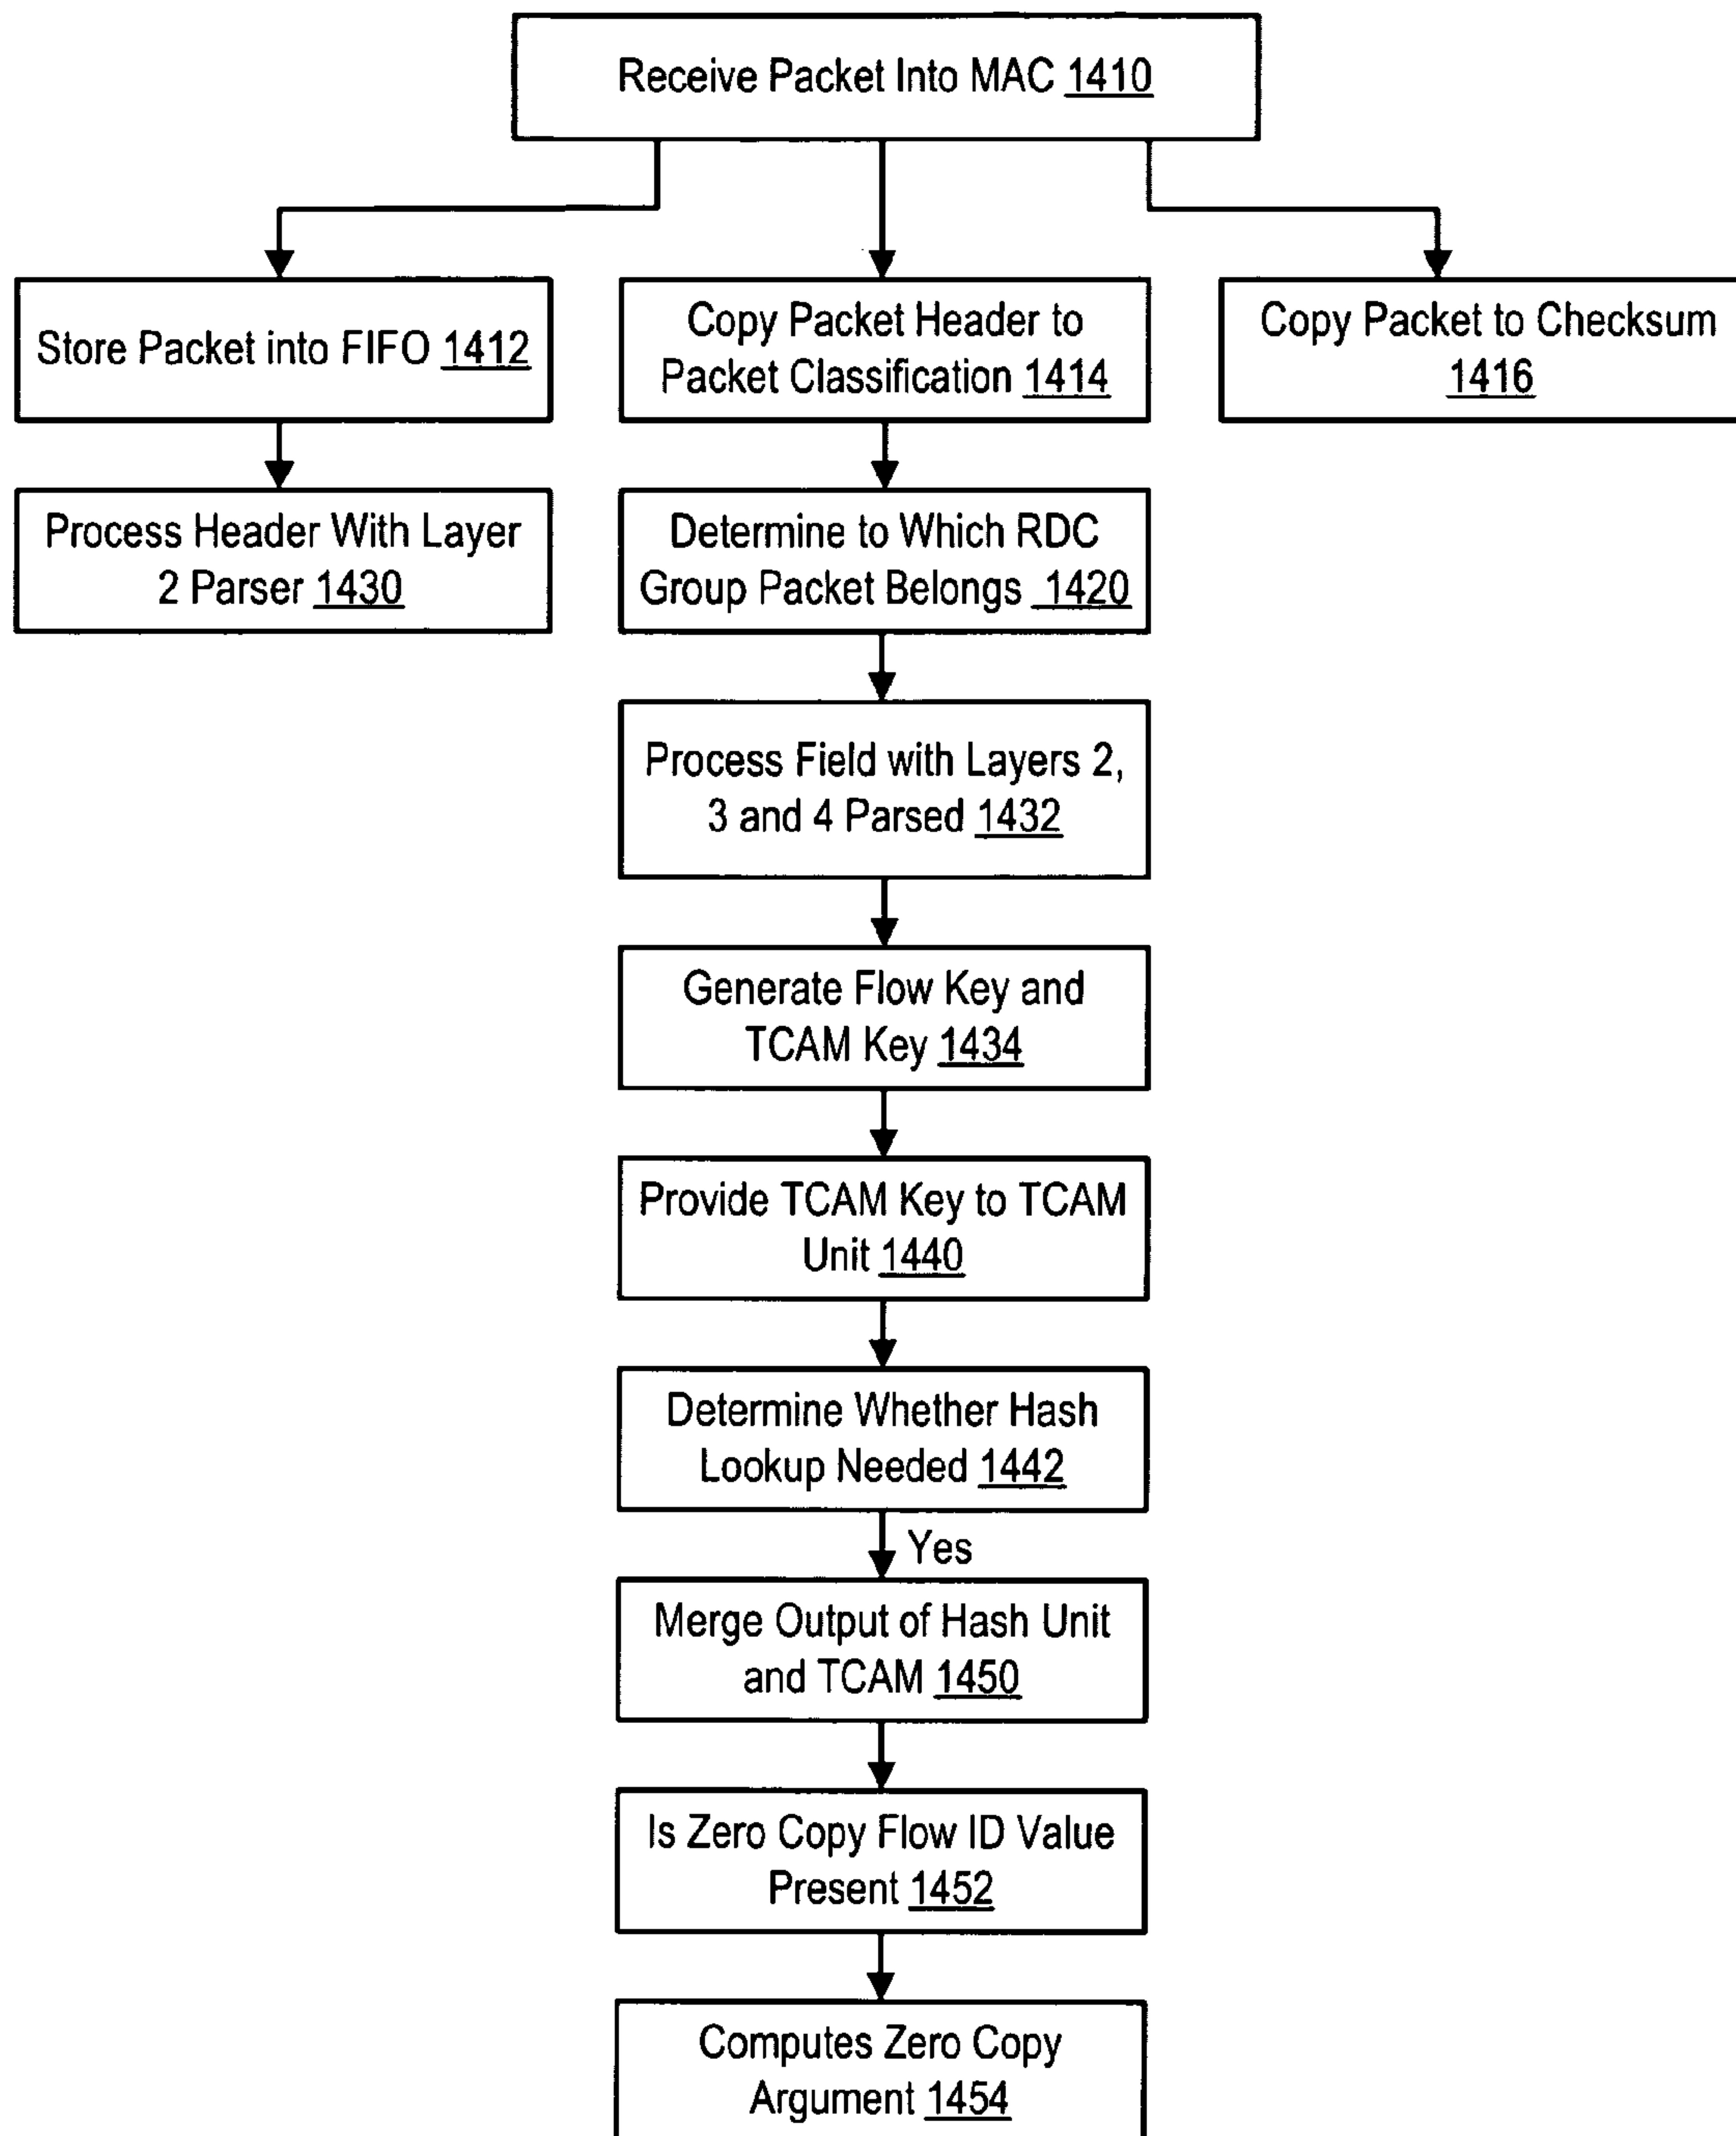 Receive Packet Into MAC 1410
Store Packet into FIFO 1412
Copy Packet Header to
Packet Classification 1414
Copy Packet to Checksum
1416
Process Header With Layer
2 Parser 1430
Determine to Which RDC
Group Packet Belongs 1420
Process Field with Layers 2,
3 and 4 Parsed 1432
Generate Flow Key and
TCAM Key 1434
Provide TCAM Key to TCAM
Unit 1440
Determine Whether Hash
Lookup Needed 1442
Yes
Merge Output of Hash Unit
and TCAM 1450
Is Zero Copy Flow ID Value
Present 1452
Computes Zero Copy
Argument 1454